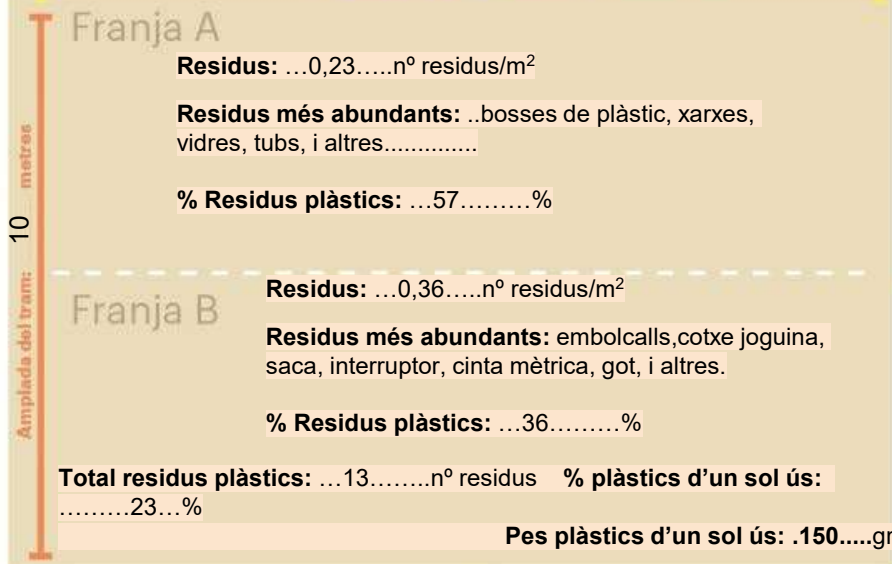 Franja A
Residus: …0,23…..nº residus/m²
Residus més abundants: ..bosses de plàstic, xarxes,
vidres, tubs, i altres..............
% Residus plàstics: …57………%
Amplada del tram: 10 metres
Franja B
Residus: …0,36…..nº residus/m²
Residus més abundants: embolcalls,cotxe joguina,
saca, interruptor, cinta mètrica, got, i altres.
% Residus plàstics: …36………%
Total residus plàstics: …13……..nº residus % plàstics d’un sol ús:
………23…%
Pes plàstics d’un sol ús: .150.....gr